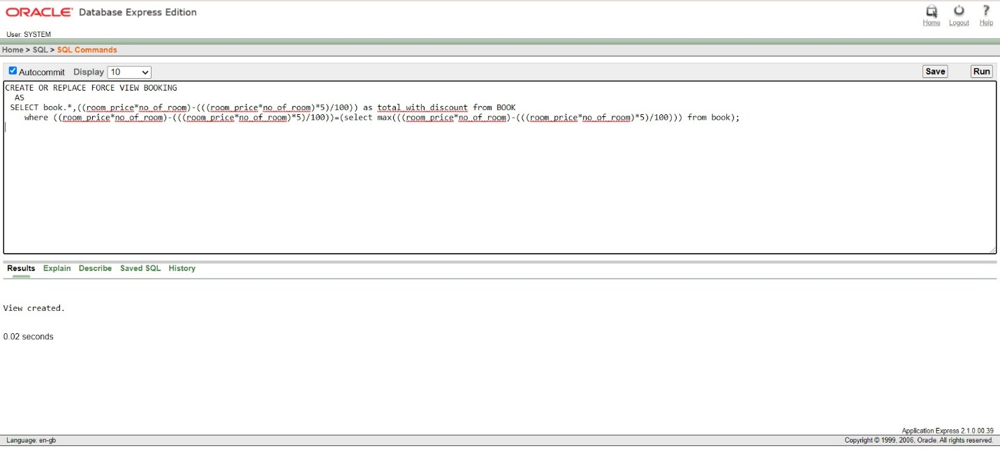 ORACLE Database Express Edition
Home Logout Help
User: SYSTEM
Home > SQL > SQL Commands
Autocommit Display 10
Save Run
CREATE OR REPLACE FORCE VIEW BOOKING
AS
SELECT book.*,((room_price*no_of_room)-(((room_price*no_of_room)*5)/100)) as total_with_discount from BOOK
where ((room_price*no_of_room)-(((room_price*no_of_room)*5)/100))=(select max(((room_price*no_of_room)-(((room_price*no_of_room)*5)/100))) from book);
Results Explain Describe Saved SQL History
View created.
0.02 seconds
Application Express 2.1.0.00.39
Language: en-gb Copyright © 1999, 2006, Oracle. All rights reserved.